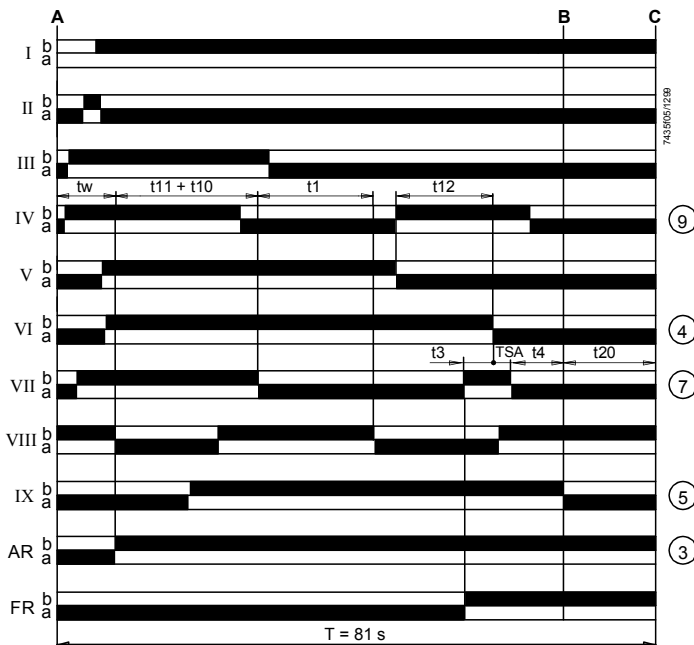 A B C
I b
a
II b
a
III b
a
tw t11 + t10 t1 t12
IV b
a
9
V b
a
VI b
a
4
t3 TSA t4 t20
VII b
a
7
VIII b
a
IX b
a
5
AR b
a
3
FR b
a
T = 81 s
7435f05/1299